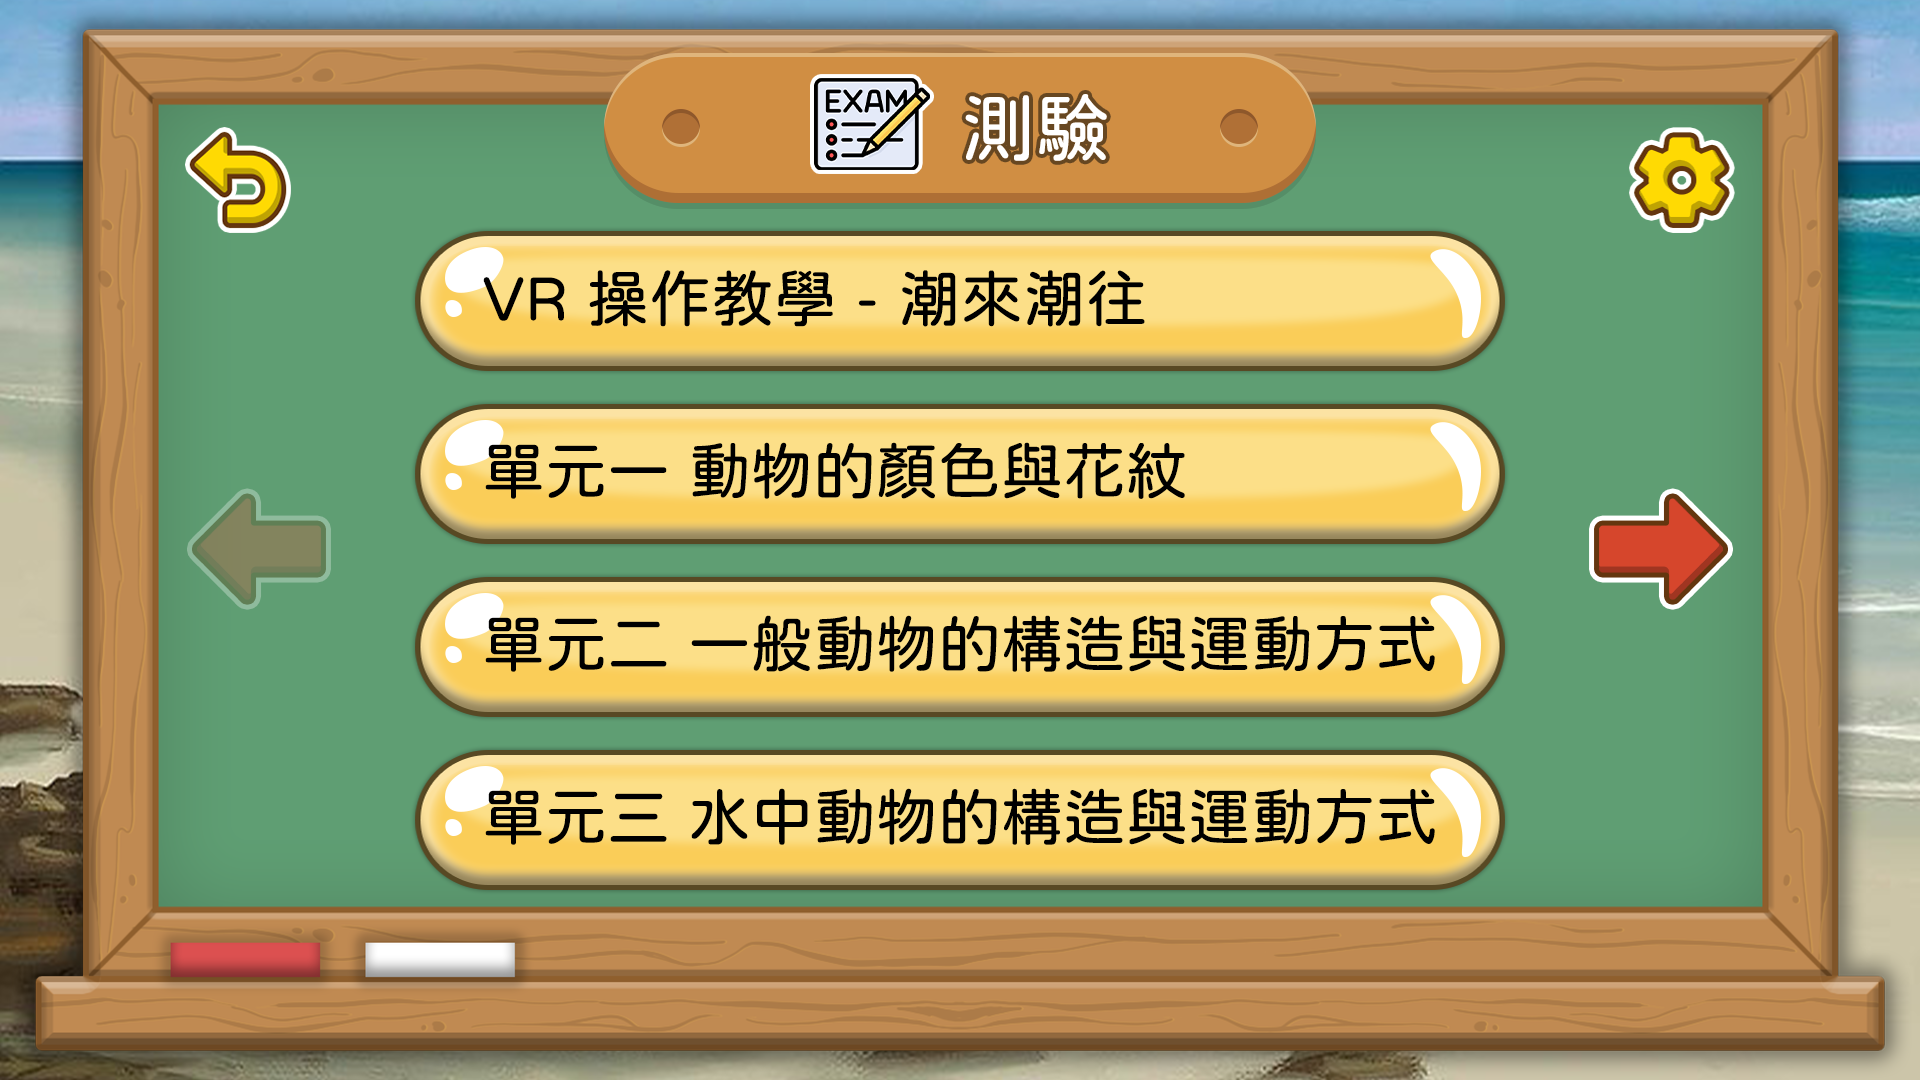 EXAM
測驗
VR 操作教學 - 潮來潮往
單元一 動物的顏色與花紋
單元二 一般動物的構造與運動方式
單元三 水中動物的構造與運動方式